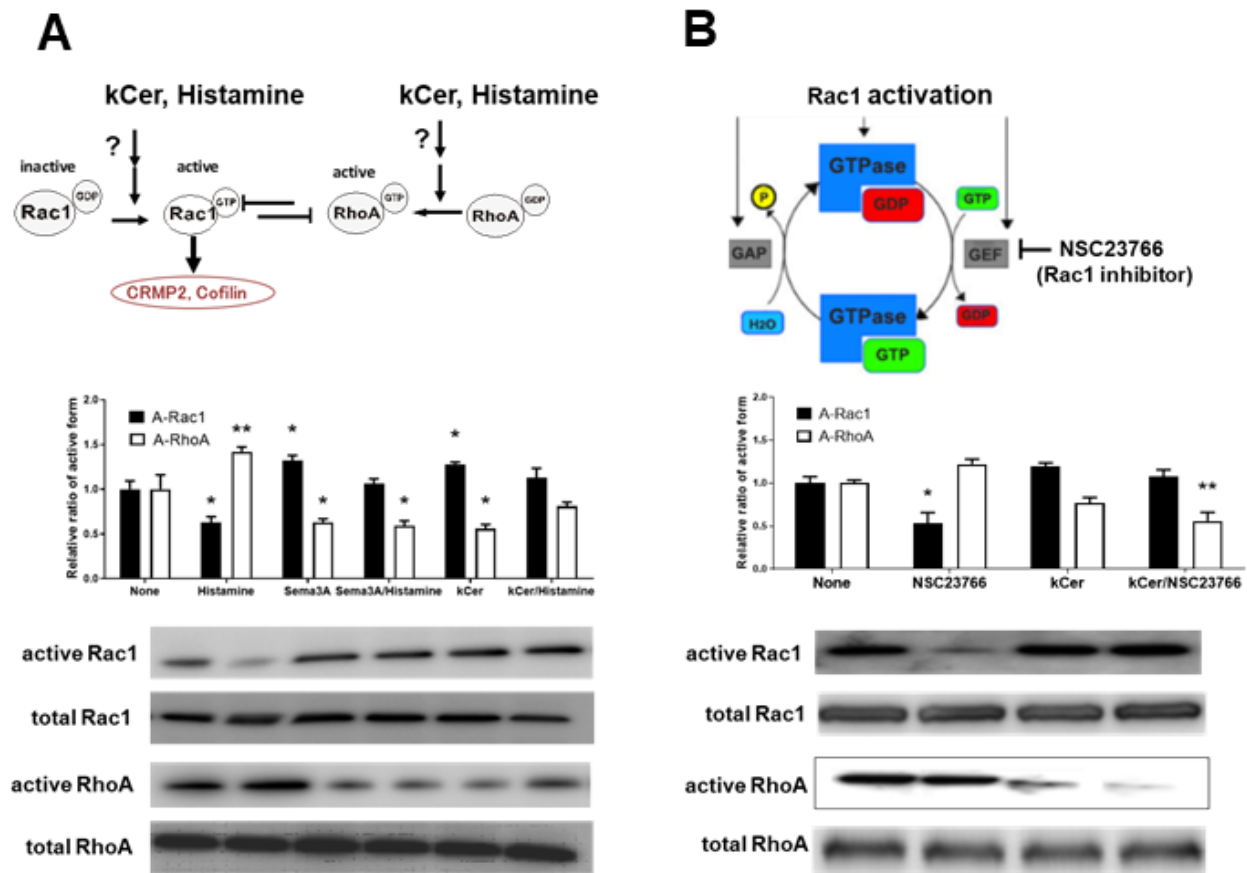 A
kCer, Histamine
kCer, Histamine
?
?
inactive
active
active
Rac1
GDP
Rac1
GTP
RhoA
GTP
RhoA
GDP
CRMP2, Cofilin
Relative ratio of active form
2.0
1.5
1.0
0.5
0.0
A-Rac1
A-RhoA
*
**
*
*
*
*
*
None
Histamine
Sema3A
Sema3A/Histamine
kCer
kCer/Histamine
active Rac1
total Rac1
active RhoA
total RhoA
B
Rac1 activation
GTPase
GDP
P
GTP
GAP
GEF
NSC23766
(Rac1 inhibitor)
H2O
GTPase
GTP
GDP
Relative ratio of active form
2.0
1.5
1.0
0.5
0.0
A-Rac1
A-RhoA
*
**
None
NSC23766
kCer
kCer/NSC23766
active Rac1
total Rac1
active RhoA
total RhoA